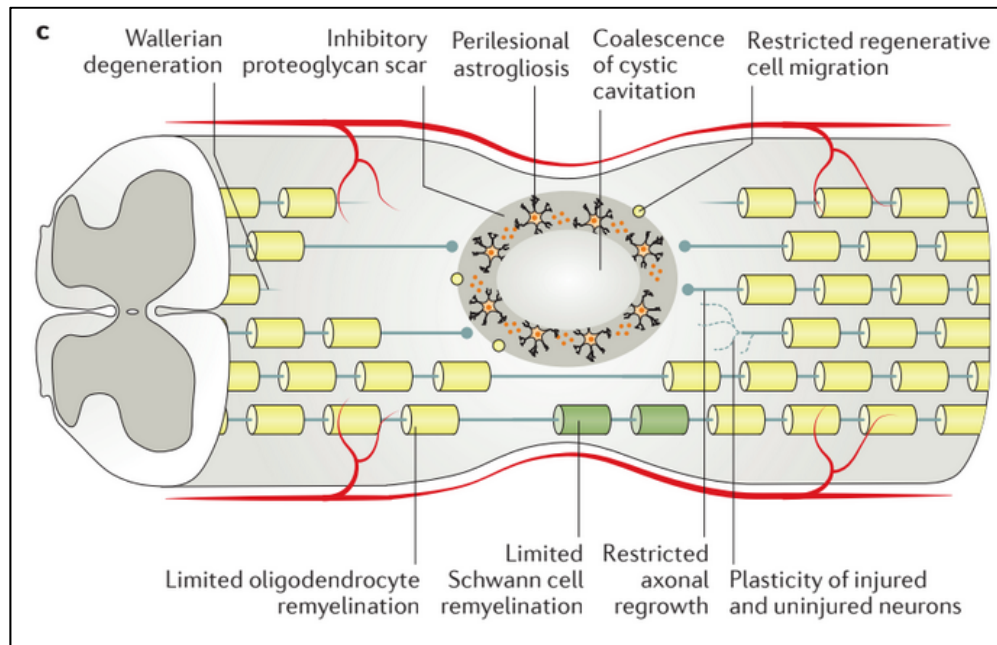 c
Wallerian
degeneration
Inhibitory
proteoglycan scar
Perilesional
astrogliosis
Coalescence
of cystic
cavitation
Restricted regenerative
cell migration
Limited oligodendrocyte
remyelination
Limited
Schwann cell
remyelination
Restricted
axonal
regrowth
Plasticity of injured
and uninjured neurons